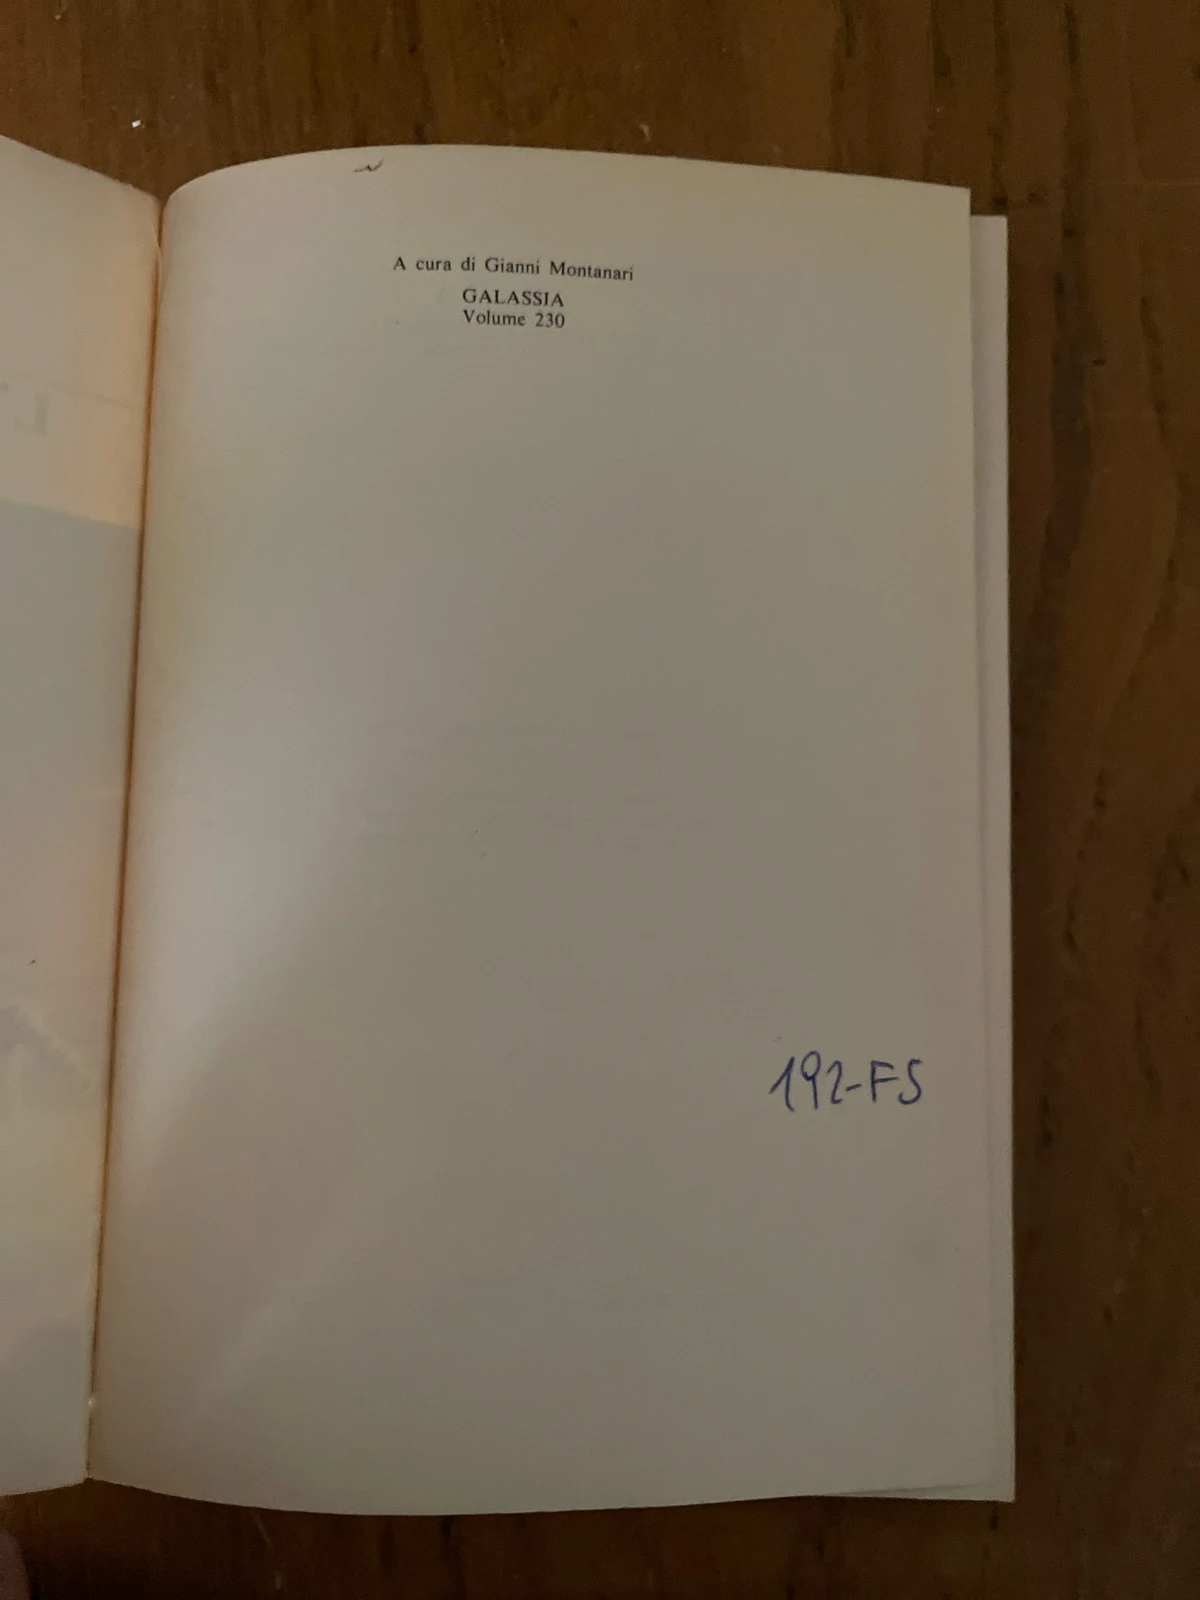 A cura di Gianni Montanari
GALASSIA
Volume 230
192-FS